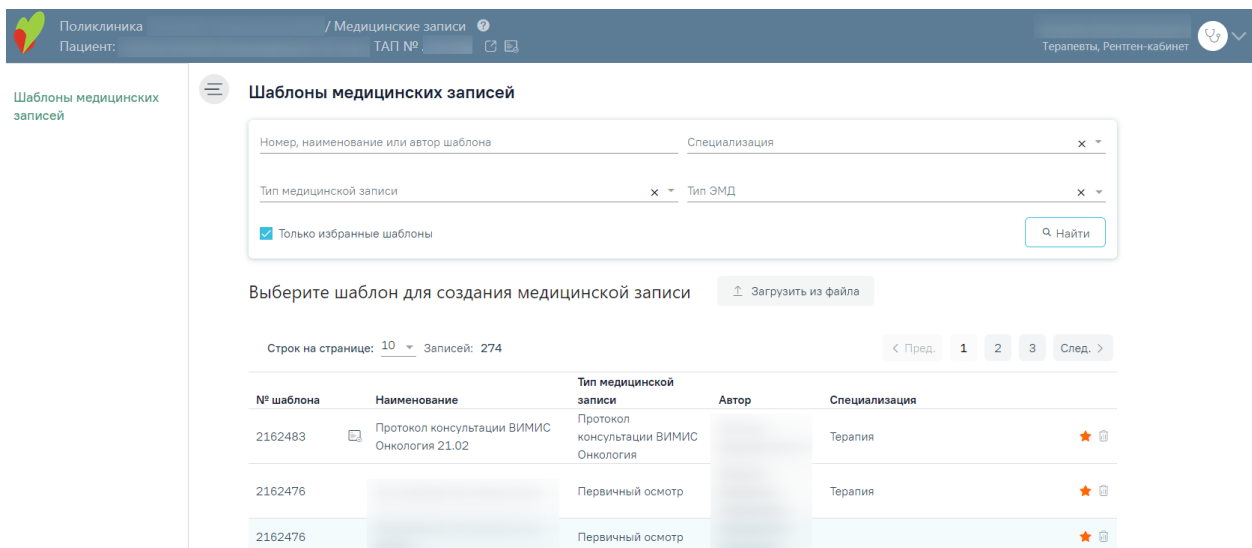 Поликлиника / Медицинские записи
Пациент: ТАП №
Терапевты, Рентген-кабинет
Шаблоны медицинских
записей
Шаблоны медицинских записей
Номер, наименование или автор шаблона Специализация
Тип медицинской записи Тип ЭМД
Только избранные шаблоны Найти
Выберите шаблон для создания медицинской записи Загрузить из файла
Строк на странице: 10 Записей: 274 < Пред. 1 2 3 След. >
№ шаблона Наименование Тип медицинской записи Автор Специализация
2162483 Протокол консультации ВИМИС Онкология 21.02 Протокол консультации ВИМИС Онкология Терапия
2162476 Первичный осмотр Терапия
2162476 Первичный осмотр